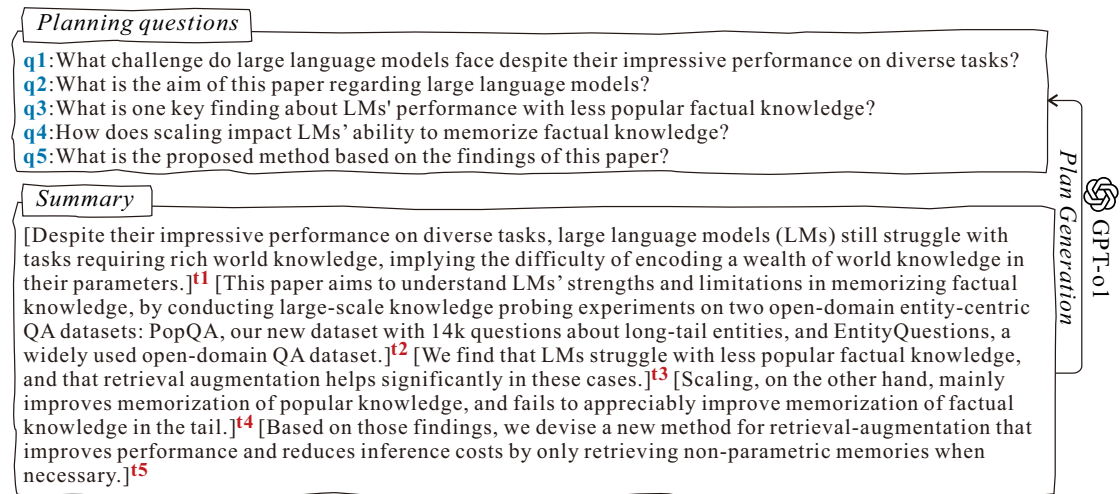 Planning questions
q1:What challenge do large language models face despite their impressive performance on diverse tasks?
q2:What is the aim of this paper regarding large language models?
q3:What is one key finding about LMs' performance with less popular factual knowledge?
q4:How does scaling impact LMs' ability to memorize factual knowledge?
q5:What is the proposed method based on the findings of this paper?
Summary
[Despite their impressive performance on diverse tasks, large language models (LMs) still struggle with
tasks requiring rich world knowledge, implying the difficulty of encoding a wealth of world knowledge in
their parameters.]t1 [This paper aims to understand LMs' strengths and limitations in memorizing factual
knowledge, by conducting large-scale knowledge probing experiments on two open-domain entity-centric
QA datasets: PopQA, our new dataset with 14k questions about long-tail entities, and EntityQuestions, a
widely used open-domain QA dataset.]t2 [We find that LMs struggle with less popular factual knowledge,
and that retrieval augmentation helps significantly in these cases.]t3 [Scaling, on the other hand, mainly
improves memorization of popular knowledge, and fails to appreciably improve memorization of factual
knowledge in the tail.]t4 [Based on those findings, we devise a new method for retrieval-augmentation that
improves performance and reduces inference costs by only retrieving non-parametric memories when
necessary.]t5
Plan Generation
GPT-o1